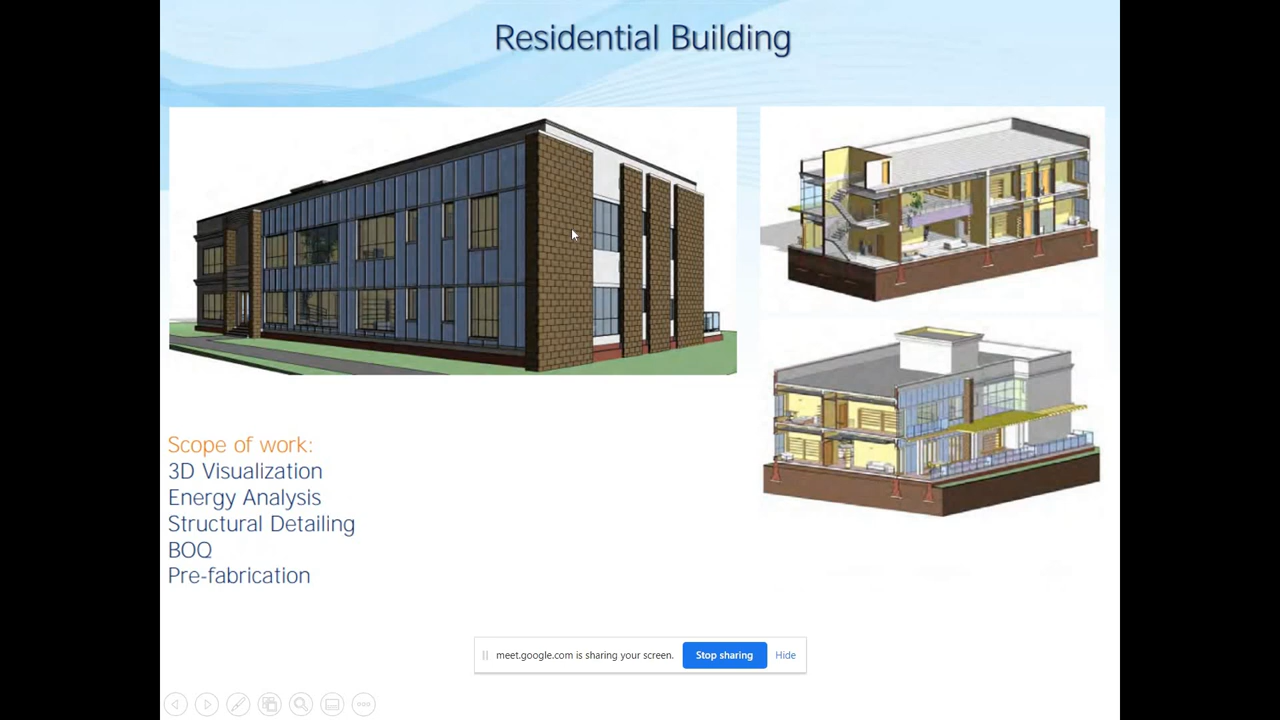 Residential Building
Scope of work:
3D Visualization
Energy Analysis
Structural Detailing
BOQ
Pre-fabrication
meet.google.com is sharing your screen.
Stop sharing
Hide